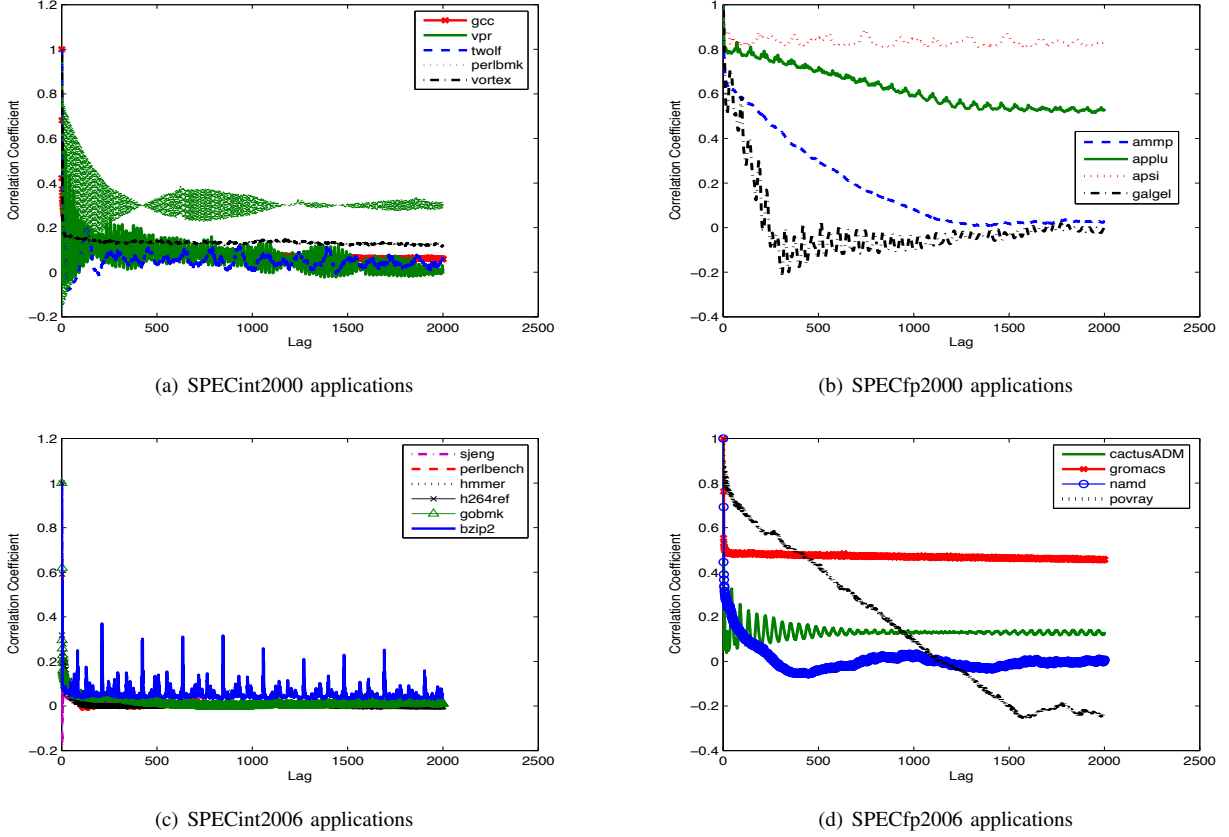 1.2
1
0.8
0.6
0.4
0.2
0
−0.2
Correlation Coefficient
0 500 1000 1500 2000 2500
Lag
gcc
vpr
twolf
perlbmk
vortex
(a) SPECint2000 applications
1
0.8
0.6
0.4
0.2
0
−0.2
−0.4
Correlation Coefficient
0 500 1000 1500 2000 2500
Lag
ammp
applu
apsi
galgel
(b) SPECfp2000 applications
1.2
1
0.8
0.6
0.4
0.2
0
−0.2
Correlation Coefficient
0 500 1000 1500 2000 2500
Lag
sjeng
perlbench
hmmer
h264ref
gobmk
bzip2
(c) SPECint2006 applications
1
0.8
0.6
0.4
0.2
0
−0.2
−0.4
Correlation Coefficient
0 500 1000 1500 2000 2500
Lag
cactusADM
gromacs
namd
povray
(d) SPECfp2006 applications